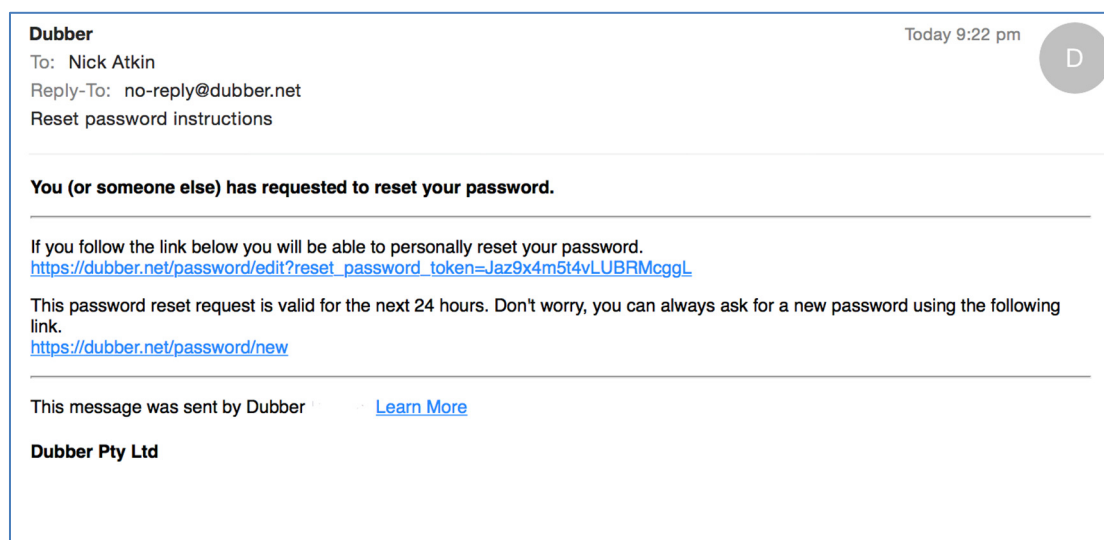 Dubber
Today 9:22 pm
D
To: Nick Atkin
Reply-To: no-reply@dubber.net
Reset password instructions
You (or someone else) has requested to reset your password.
If you follow the link below you will be able to personally reset your password.
https://dubber.net/password/edit?reset_password_token=Jaz9x4m5t4vLUBRMcggL
This password reset request is valid for the next 24 hours. Don't worry, you can always ask for a new password using the following
link.
https://dubber.net/password/new
This message was sent by Dubber Learn More
Dubber Pty Ltd